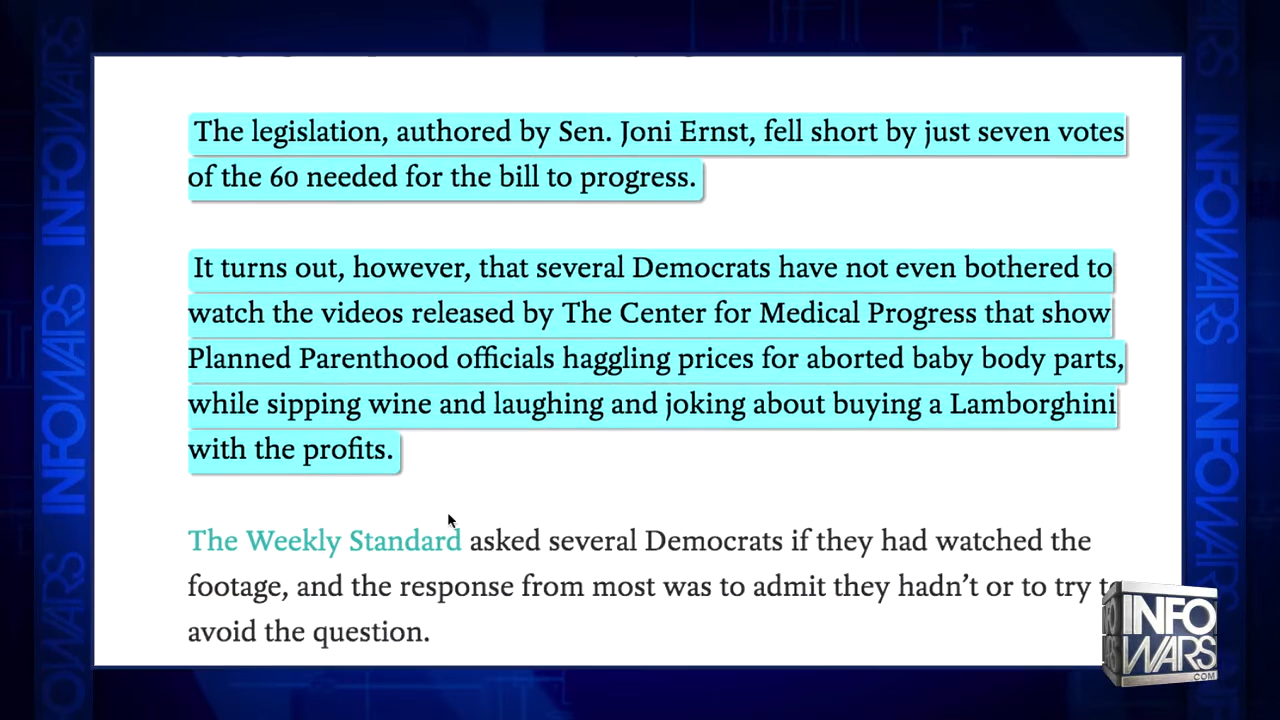 The legislation, authored by Sen. Joni Ernst, fell short by just seven votes
of the 60 needed for the bill to progress.
It turns out, however, that several Democrats have not even bothered to
watch the videos released by The Center for Medical Progress that show
Planned Parenthood officials haggling prices for aborted baby body parts,
while sipping wine and laughing and joking about buying a Lamborghini
with the profits.
The Weekly Standard asked several Democrats if they had watched the
footage, and the response from most was to admit they hadn't or to try
avoid the question.
INFOWARS
INFOWARS
INFOWARS
INFOWARS
INFOWARS
INFOWARS
INFO
WARS
.COM